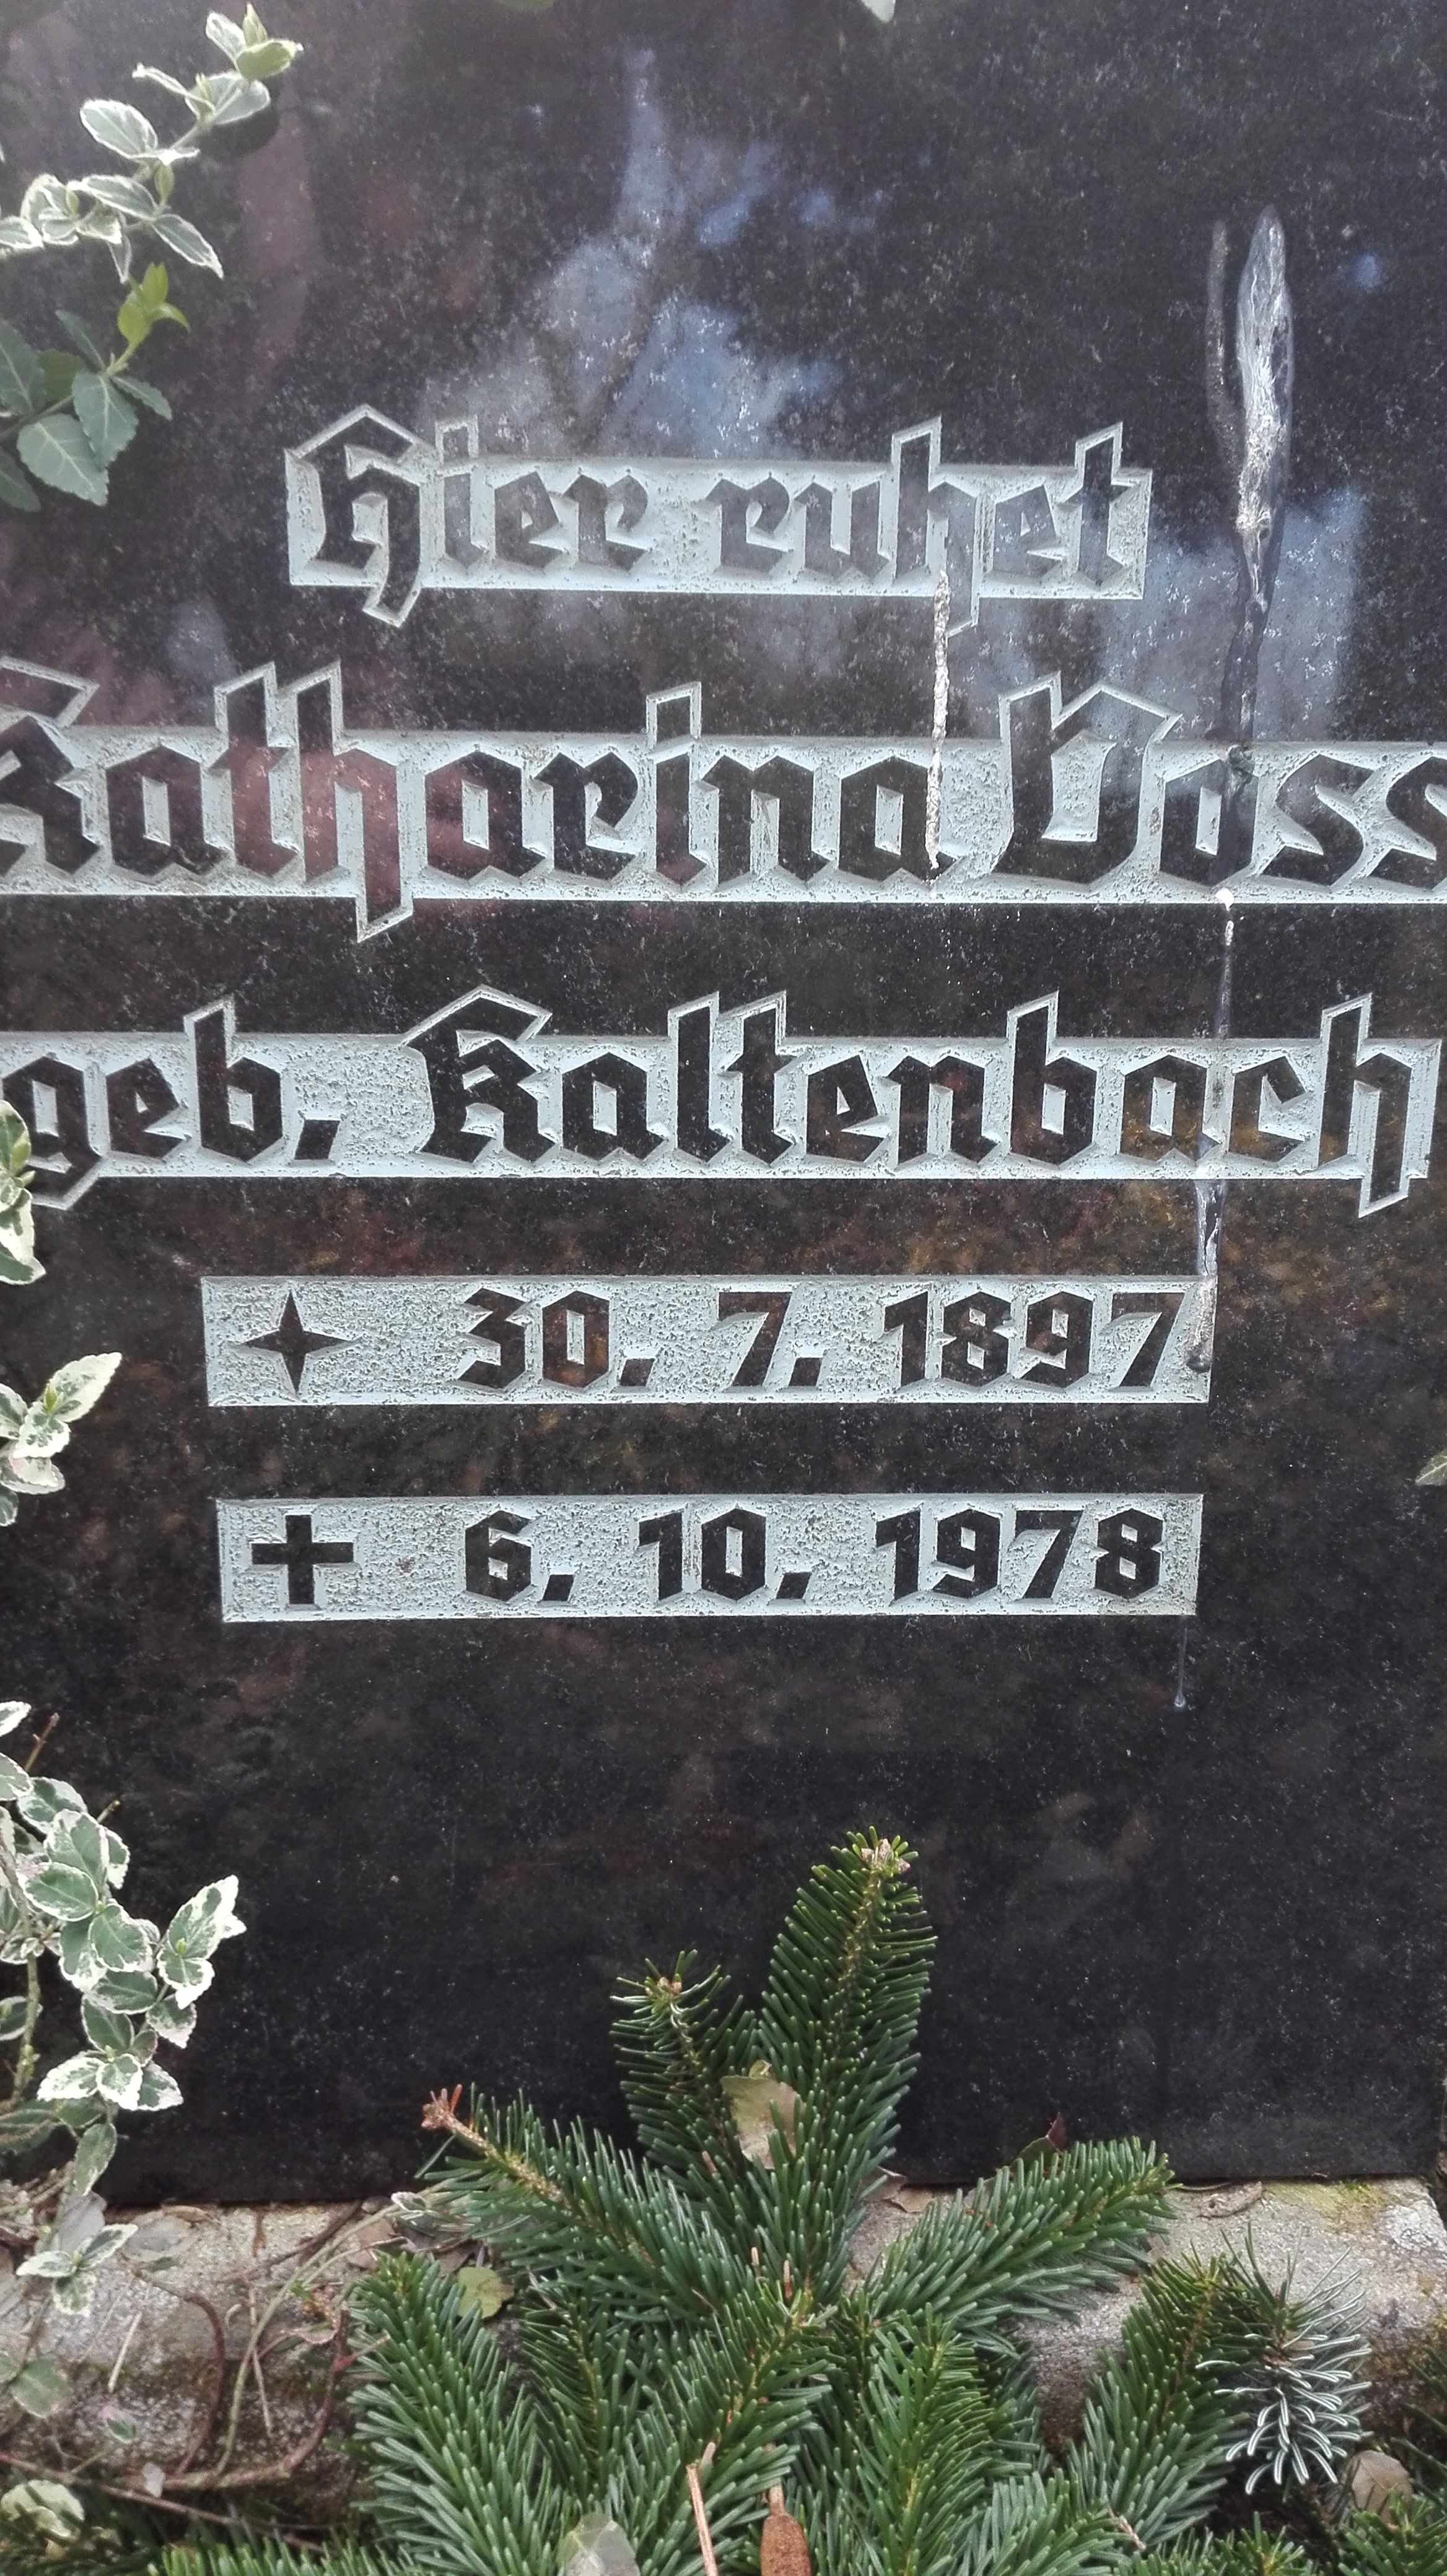 Hier ruhet
Katharina Voss
geb. Kaltenbach
✦ 30. 7. 1897
✝ 6. 10. 1978